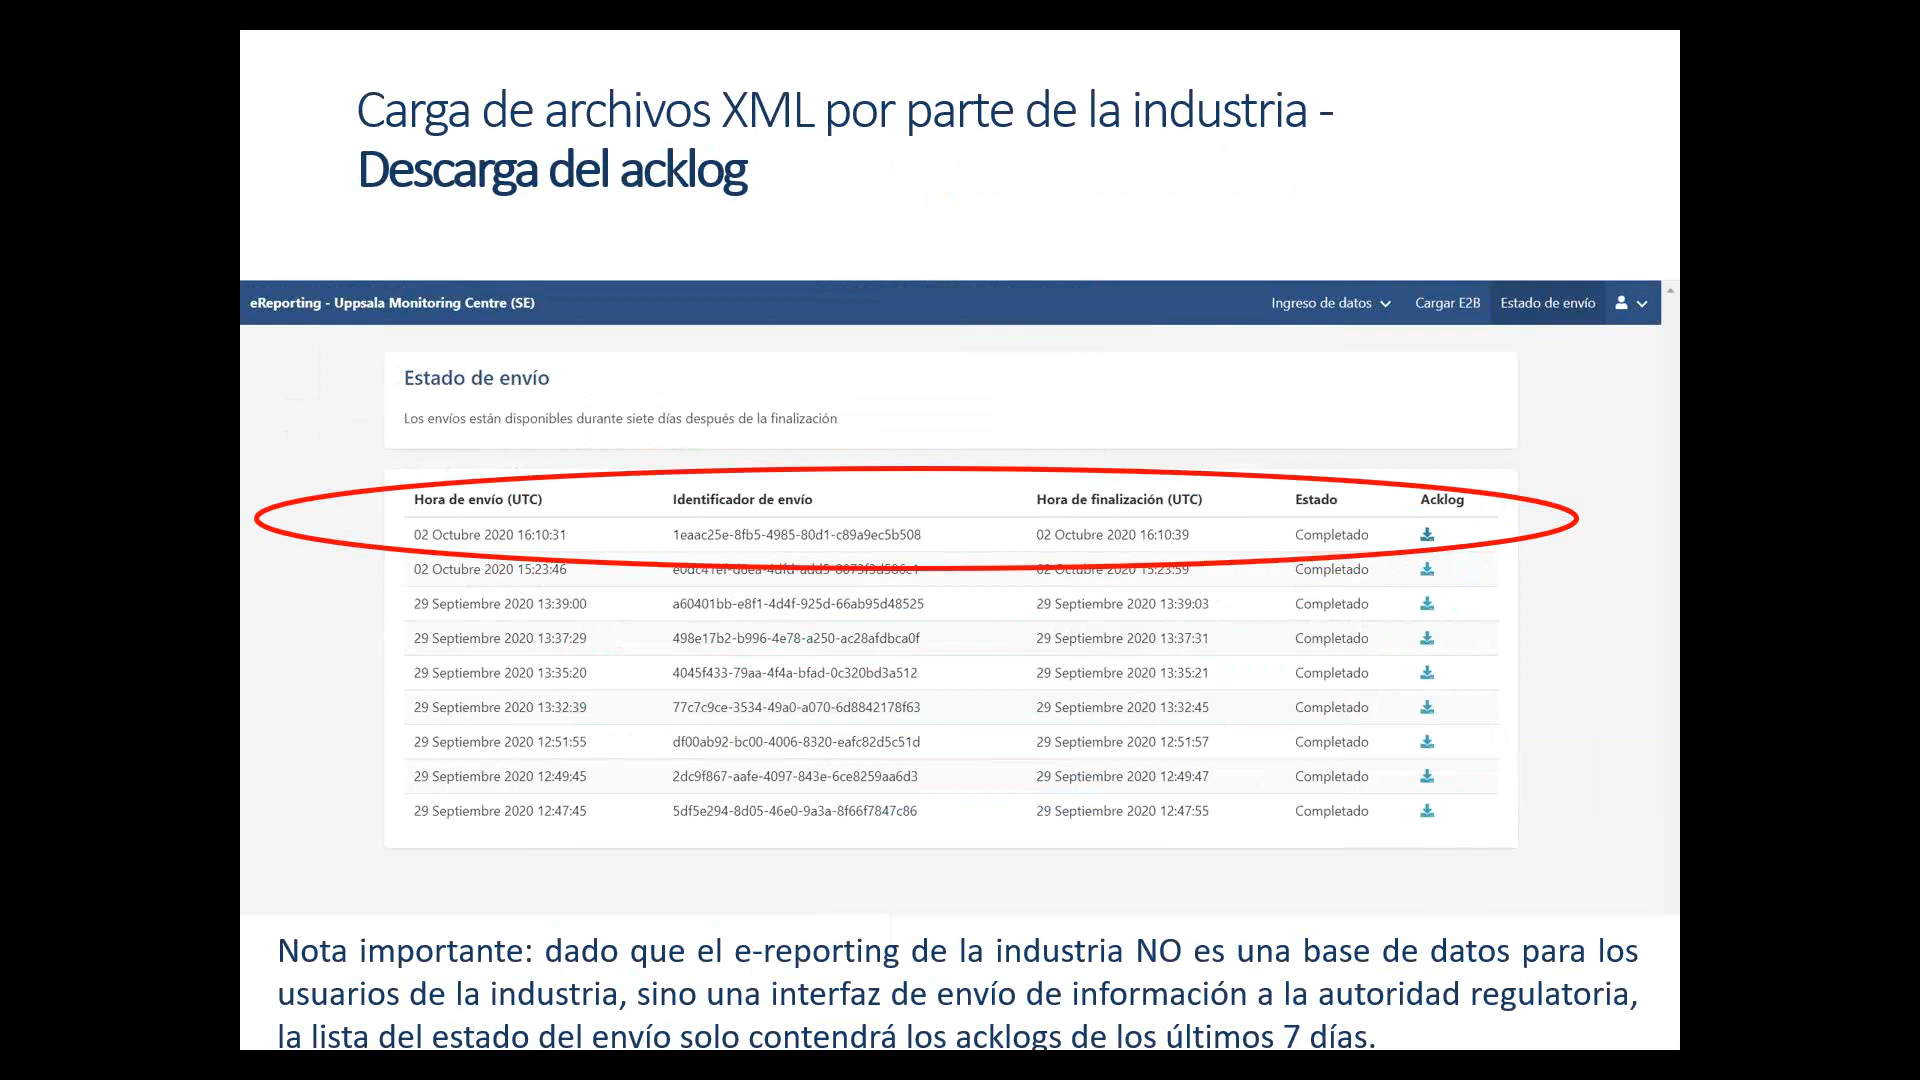 Carga de archivos XML por parte de la industria -
Descarga del acklog
eReporting - Uppsala Monitoring Centre (SE) Ingreso de datos Cargar E2B Estado de envío
Estado de envío
Los envíos están disponibles durante siete días después de la finalización
Hora de envío (UTC) Identificador de envío Hora de finalización (UTC) Estado Acklog
02 Octubre 2020 16:10:31 1eaac25e-8fb5-4985-80d1-c89a9ec5b508 02 Octubre 2020 16:10:39 Completado
02 Octubre 2020 15:23:46 02 Octubre 2020 15:23:59 Completado
29 Septiembre 2020 13:39:00 a60401bb-e8f1-4d4f-925d-66ab95d48525 29 Septiembre 2020 13:39:03 Completado
29 Septiembre 2020 13:37:29 498e17b2-b996-4e78-a250-ac28afdbca0f 29 Septiembre 2020 13:37:31 Completado
29 Septiembre 2020 13:35:20 4045f433-79aa-4f4a-bfad-0c320bd3a512 29 Septiembre 2020 13:35:21 Completado
29 Septiembre 2020 13:32:39 77c7c9ce-3534-49a0-a070-6d8842178f63 29 Septiembre 2020 13:32:45 Completado
29 Septiembre 2020 12:51:55 df00ab92-bc00-4006-8320-eafc82d5c51d 29 Septiembre 2020 12:51:57 Completado
29 Septiembre 2020 12:49:45 2dc9f867-aafe-4097-843e-6ce8259aa6d3 29 Septiembre 2020 12:49:47 Completado
29 Septiembre 2020 12:47:45 5df5e294-8d05-46e0-9a3a-8f66f7847c86 29 Septiembre 2020 12:47:55 Completado
Nota importante: dado que el e-reporting de la industria NO es una base de datos para los
usuarios de la industria, sino una interfaz de envío de información a la autoridad regulatoria,
la lista del estado del envío solo contendrá los acklogs de los últimos 7 días.